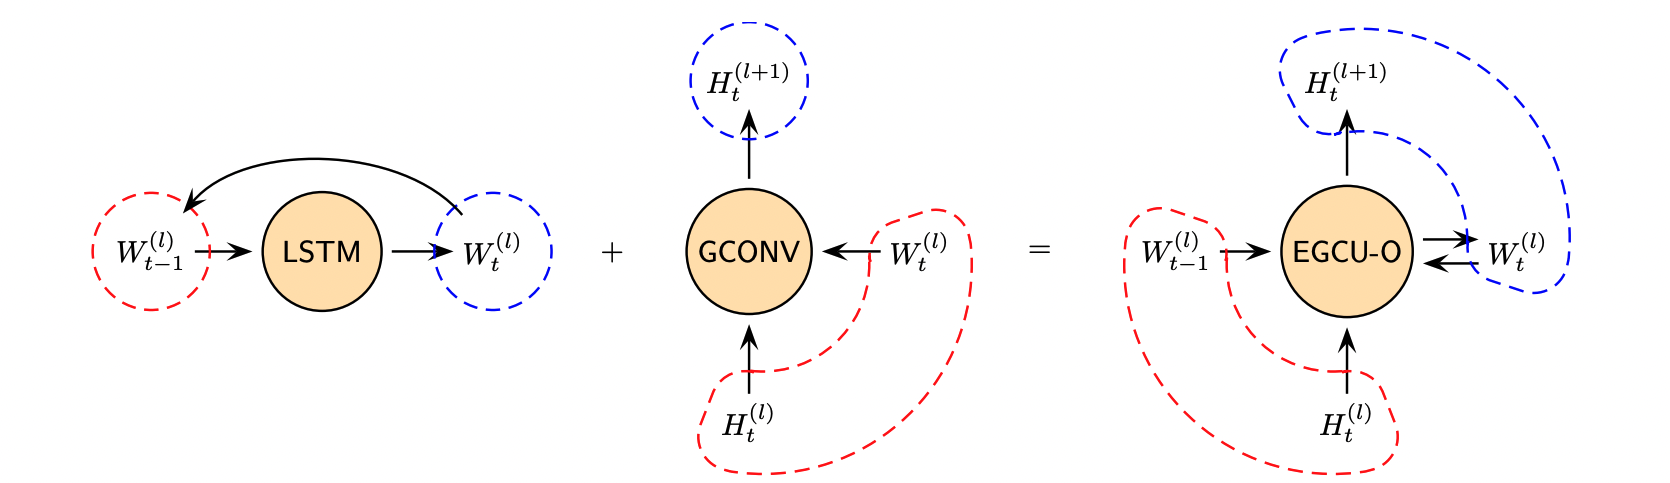 H_t^{(l+1)} H_t^{(l+1)}
W_{t-1}^{(l)} LSTM W_t^{(l)} + GCONV W_t^{(l)} = W_{t-1}^{(l)} EGCU-O W_t^{(l)}
H_t^{(l)} H_t^{(l)}